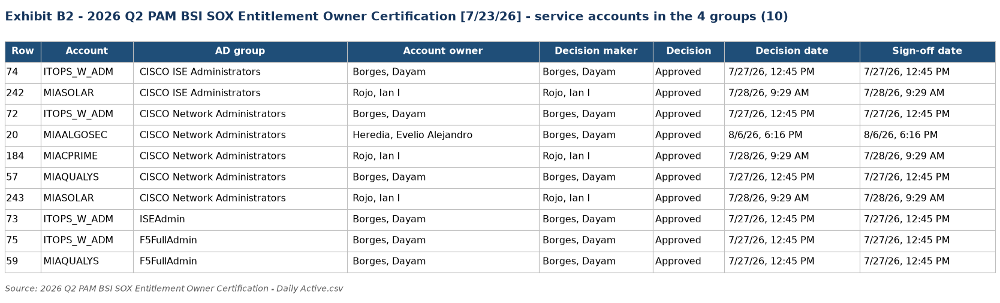 Exhibit B2 - 2026 Q2 PAM BSI SOX Entitlement Owner Certification [7/23/26] - service accounts in the 4 groups (10)
Row Account AD group Account owner Decision maker Decision Decision date Sign-off date
74 ITOPS_W_ADM CISCO ISE Administrators Borges, Dayam Borges, Dayam Approved 7/27/26, 12:45 PM 7/27/26, 12:45 PM
242 MIASOLAR CISCO ISE Administrators Rojo, Ian I Rojo, Ian I Approved 7/28/26, 9:29 AM 7/28/26, 9:29 AM
72 ITOPS_W_ADM CISCO Network Administrators Borges, Dayam Borges, Dayam Approved 7/27/26, 12:45 PM 7/27/26, 12:45 PM
20 MIAALGOSEC CISCO Network Administrators Heredia, Evelio Alejandro Borges, Dayam Approved 8/6/26, 6:16 PM 8/6/26, 6:16 PM
184 MIACPRIME CISCO Network Administrators Rojo, Ian I Rojo, Ian I Approved 7/28/26, 9:29 AM 7/28/26, 9:29 AM
57 MIAQUALYS CISCO Network Administrators Borges, Dayam Borges, Dayam Approved 7/27/26, 12:45 PM 7/27/26, 12:45 PM
243 MIASOLAR CISCO Network Administrators Rojo, Ian I Rojo, Ian I Approved 7/28/26, 9:29 AM 7/28/26, 9:29 AM
73 ITOPS_W_ADM ISEAdmin Borges, Dayam Borges, Dayam Approved 7/27/26, 12:45 PM 7/27/26, 12:45 PM
75 ITOPS_W_ADM F5FullAdmin Borges, Dayam Borges, Dayam Approved 7/27/26, 12:45 PM 7/27/26, 12:45 PM
59 MIAQUALYS F5FullAdmin Borges, Dayam Borges, Dayam Approved 7/27/26, 12:45 PM 7/27/26, 12:45 PM
Source: 2026 Q2 PAM BSI SOX Entitlement Owner Certification - Daily Active.csv